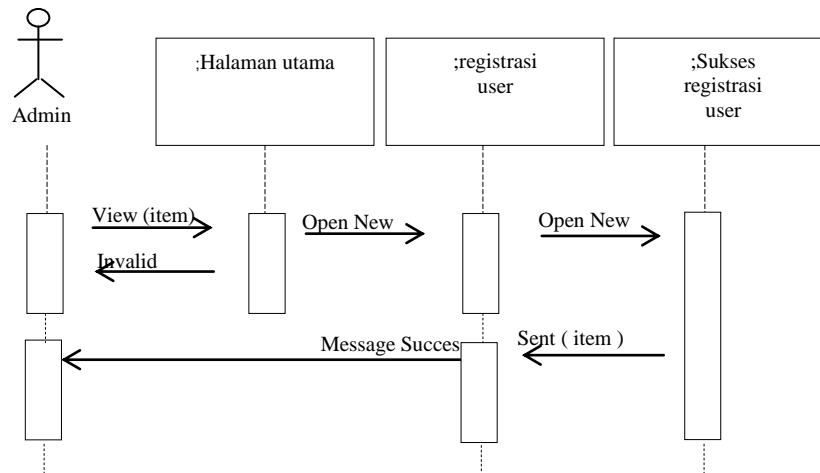 Admin
;Halaman utama
;registrasi
user
;Sukses
registrasi
user
View (item)
Open New
Open New
Invalid
Message Succes
Sent ( item )